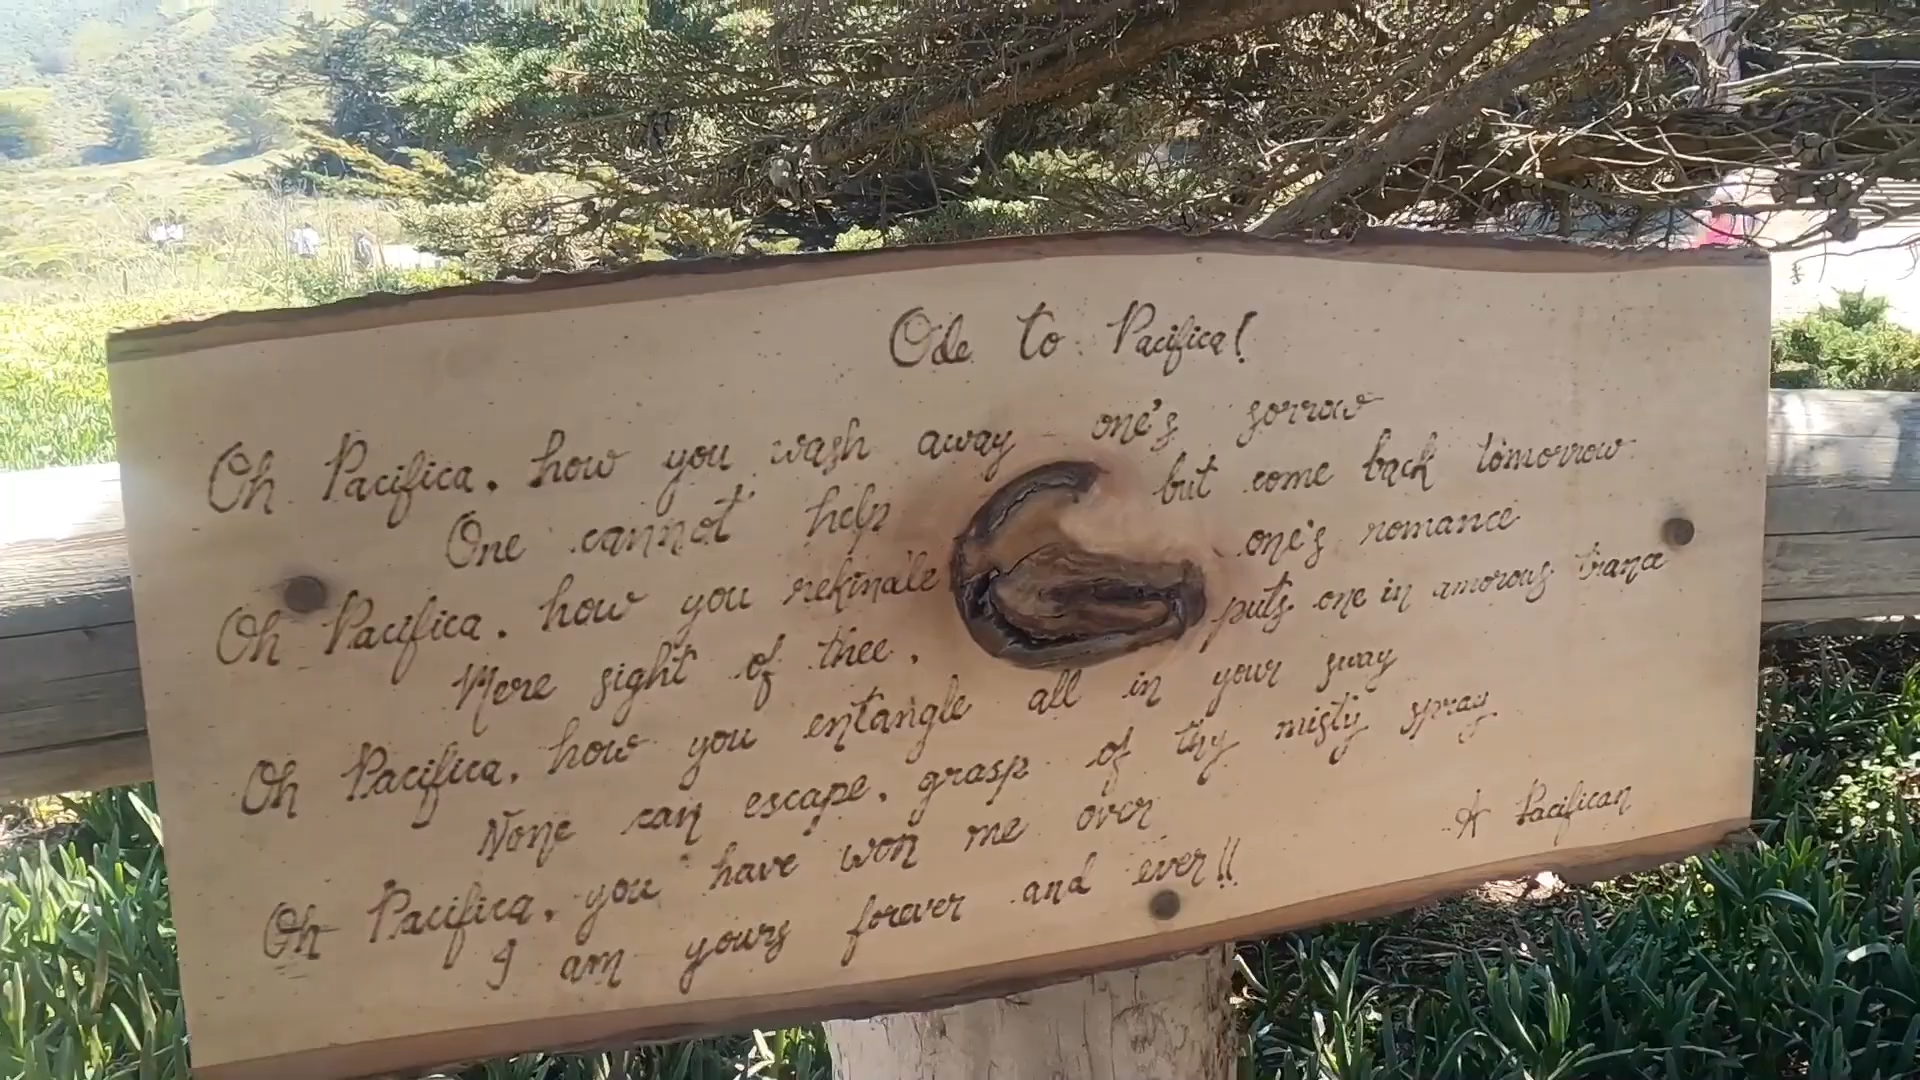 Ode to Pacifica!
Oh Pacifica, how you wash away one's sorrow
One cannot help but come back tomorrow
Oh Pacifica, how you rekindle one's romance
Mere sight of thee, puts one in amorous trance
Oh Pacifica, how you entangle all in your sway
None can escape, grasp of thy misty spray
Oh Pacifica, you have won me over
I am yours forever and ever!!
A Pacifican